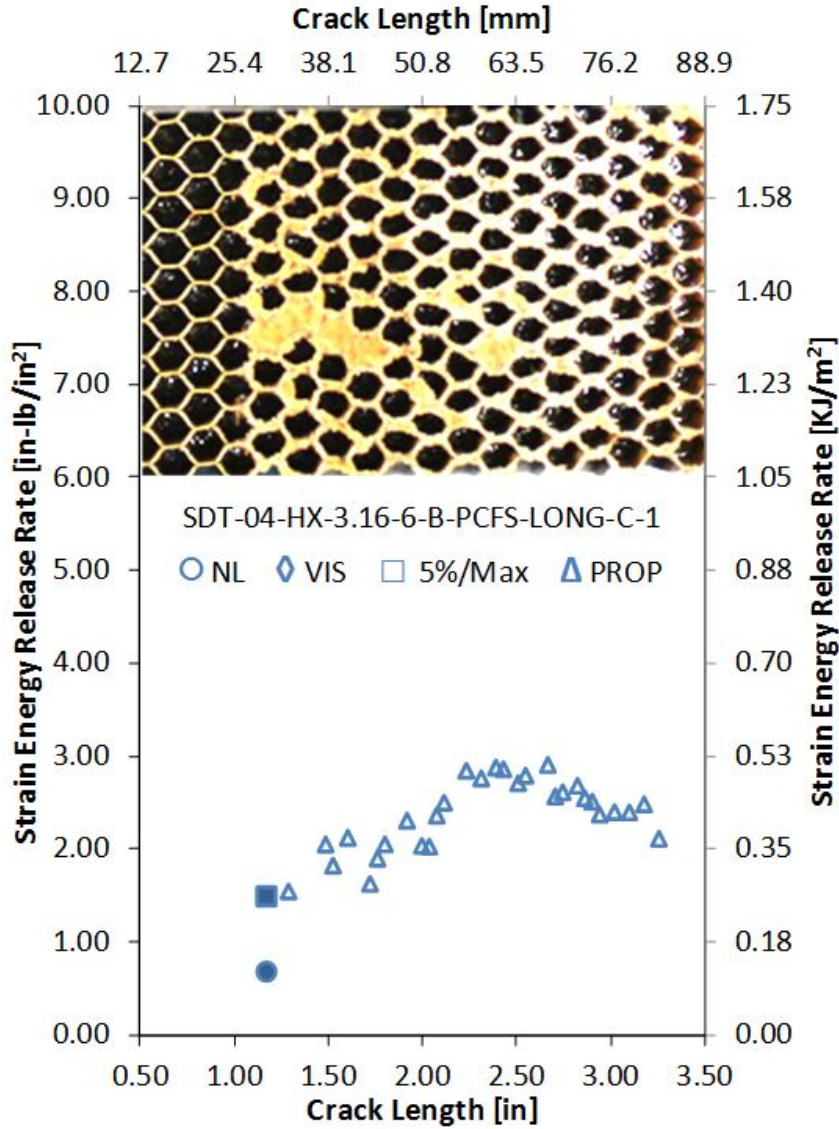 Crack Length [mm]
12.7 25.4 38.1 50.8 63.5 76.2 88.9
10.00 1.75
9.00 1.58
8.00 1.40
7.00 1.23
6.00 1.05
SDT-04-HX-3.16-6-B-PCFS-LONG-C-1
NL VIS 5%/Max PROP
5.00 0.88
4.00 0.70
3.00 0.53
2.00 0.35
1.00 0.18
0.00 0.00
Strain Energy Release Rate [in-lb/in²]
Strain Energy Release Rate [KJ/m²]
0.50 1.00 1.50 2.00 2.50 3.00 3.50
Crack Length [in]